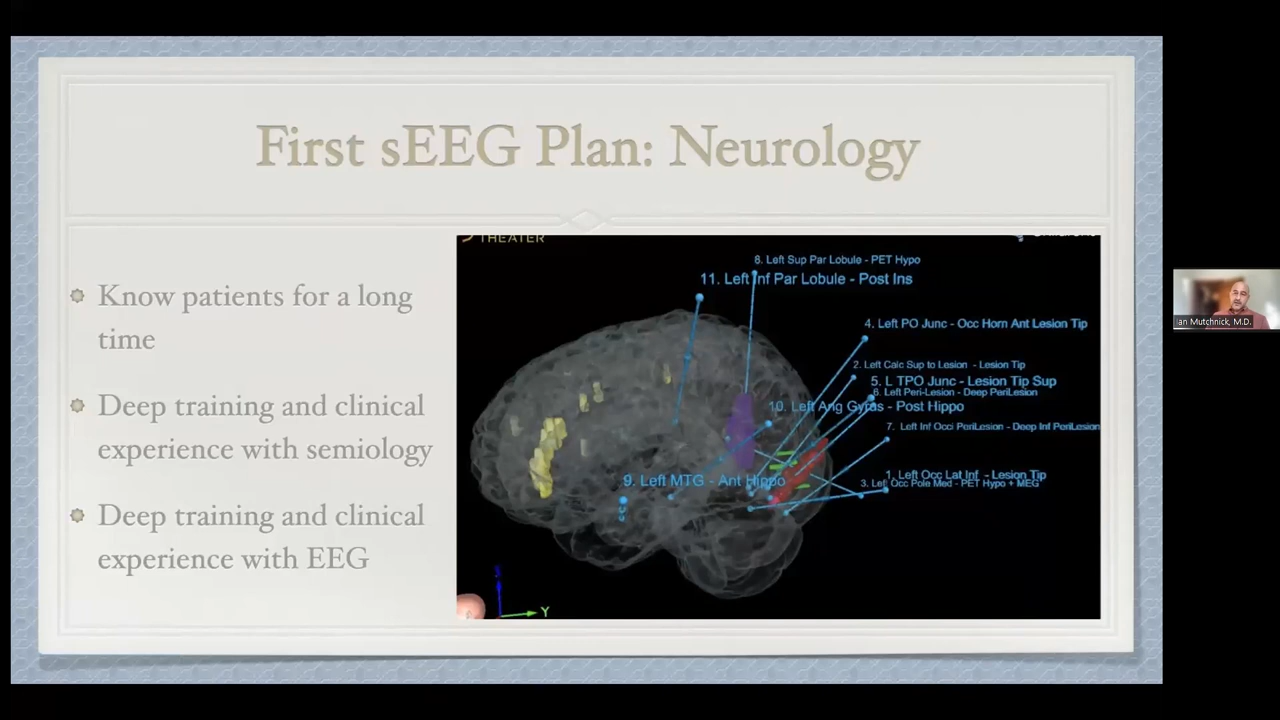 First sEEG Plan: Neurology
Know patients for a long
time
Deep training and clinical
experience with semiology
Deep training and clinical
experience with EEG
THEATER
8. Left Sup Par Lobule - PET Hypo
11. Left Inf Par Lobule - Post Ins
4. Left PO Junc - Occ Horn Ant Lesion Tip
2. Left Calc Sup to Lesion - Lesion Tip
5. L TPO Junc - Lesion Tip Sup
6. Left Peri-Lesion - Deep PeriLesion
10. Left Ang Gyrus - Post Hippo
7. Left Inf Occi PeriLesion - Deep Inf PeriLesion
1. Left Occ Lat Inf - Lesion Tip
9. Left MTG - Ant Hippo
3. Left Occ Pole Med - PET Hypo + MEG
S
Y
Ian Mutchnick, M.D.